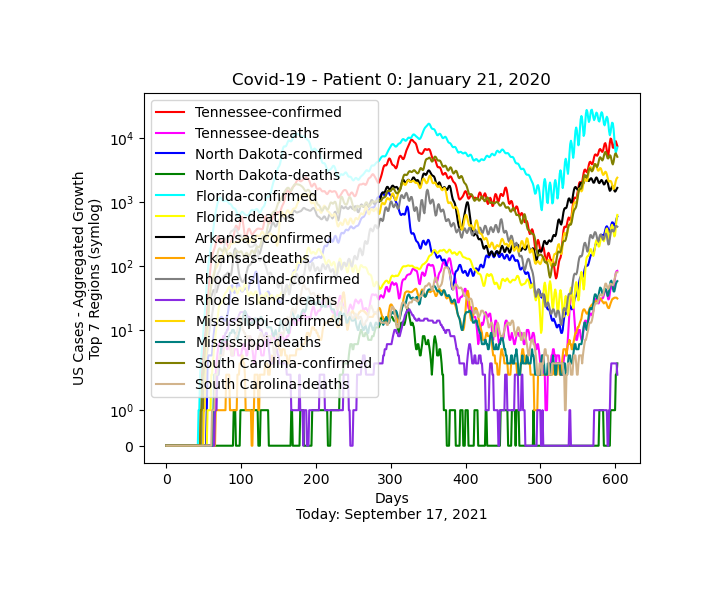 Covid-19 - Patient 0: January 21, 2020
US Cases - Aggregated Growth
Top 7 Regions (symlog)
10⁴
10³
10²
10¹
10⁰
0
Tennessee-confirmed
Tennessee-deaths
North Dakota-confirmed
North Dakota-deaths
Florida-confirmed
Florida-deaths
Arkansas-confirmed
Arkansas-deaths
Rhode Island-confirmed
Rhode Island-deaths
Mississippi-confirmed
Mississippi-deaths
South Carolina-confirmed
South Carolina-deaths
0 100 200 300 400 500 600
Days
Today: September 17, 2021